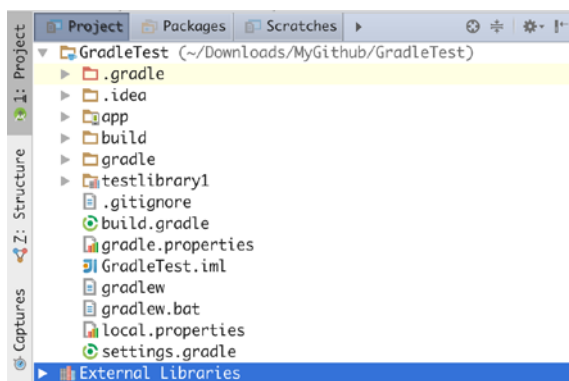 Project Packages Scratches
GradleTest (~/Downloads/MyGithub/GradleTest)
.gradle
.idea
app
build
gradle
testlibrary1
.gitignore
build.gradle
gradle.properties
GradleTest.iml
gradlew
gradlew.bat
local.properties
settings.gradle
External Libraries
1: Project
Z: Structure
Captures